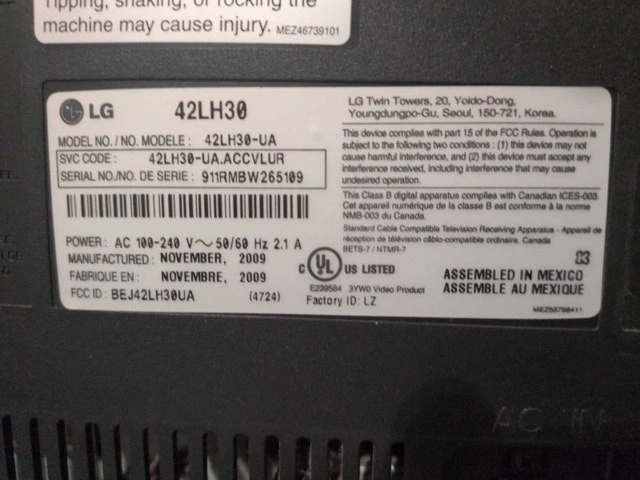 Tipping, shaking, or rocking the
machine may cause injury. MEZ46739101
LG 42LH30
MODEL NO. / NO. MODELE : 42LH30-UA
SVC CODE : 42LH30-UA.ACCVLUR
SERIAL NO./NO. DE SERIE : 911RMBW265109
POWER : AC 100-240 V~ 50/60 Hz 2.1 A
MANUFACTURED : NOVEMBER, 2009
FABRIQUE EN : NOVEMBRE, 2009
FCC ID : BEJ42LH30UA (4724)
LG Twin Towers, 20, Yoido-Dong,
Youngdungpo-Gu, Seoul, 150-721, Korea.
This device complies with part 15 of the FCC Rules. Operation is
subject to the following two conditions : (1) this device may not
cause harmful interference, and (2) this device must accept any
interference received, including interference that may cause
undesired operation.
This Class B digital apparatus complies with Canadian ICES-003.
Cet appareil numérique de la classe B est conforme à la norme
NMB-003 du Canada.
Standard Cable Compatible Television Receiving Apparatus - Appareil de
réception de télévision câblo-compatible ordinaire. Canada
BETS-7 / NTMR-7
C UL US LISTED
E239584 3YW0 Video Product
Factory ID: LZ
ASSEMBLED IN MEXICO
ASSEMBLE AU MEXIQUE
AC IN